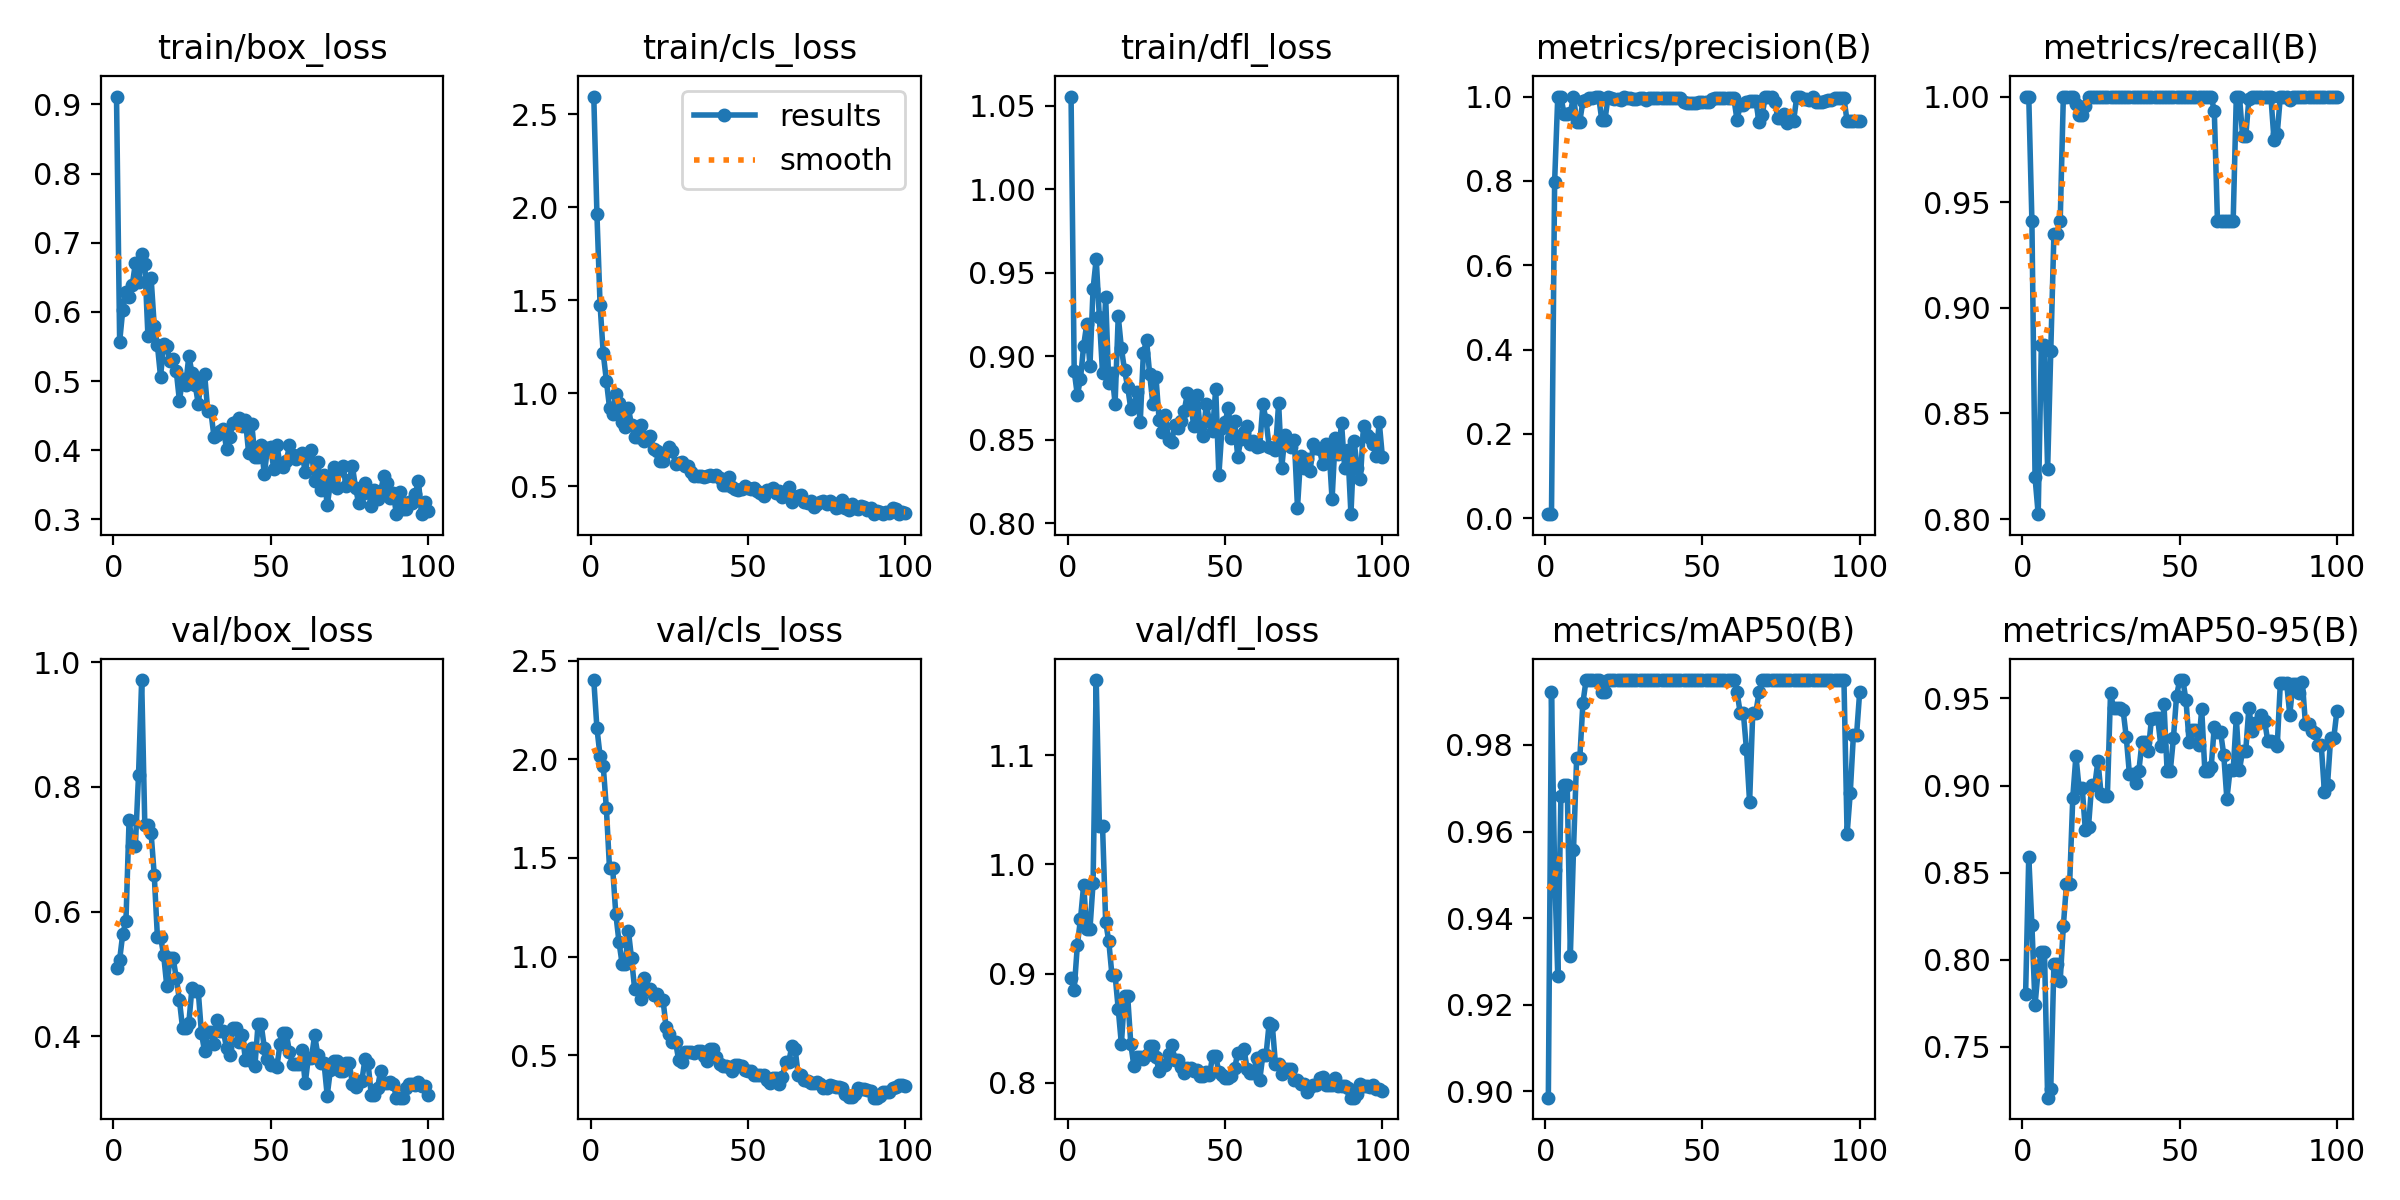 train/box_loss
0.9
0.8
0.7
0.6
0.5
0.4
0.3
0 50 100
train/cls_loss
results
smooth
2.5
2.0
1.5
1.0
0.5
0 50 100
train/dfl_loss
1.05
1.00
0.95
0.90
0.85
0.80
0 50 100
metrics/precision(B)
1.0
0.8
0.6
0.4
0.2
0.0
0 50 100
metrics/recall(B)
1.00
0.95
0.90
0.85
0.80
0 50 100
val/box_loss
1.0
0.8
0.6
0.4
0 50 100
val/cls_loss
2.5
2.0
1.5
1.0
0.5
0 50 100
val/dfl_loss
1.1
1.0
0.9
0.8
0 50 100
metrics/mAP50(B)
0.98
0.96
0.94
0.92
0.90
0 50 100
metrics/mAP50-95(B)
0.95
0.90
0.85
0.80
0.75
0 50 100